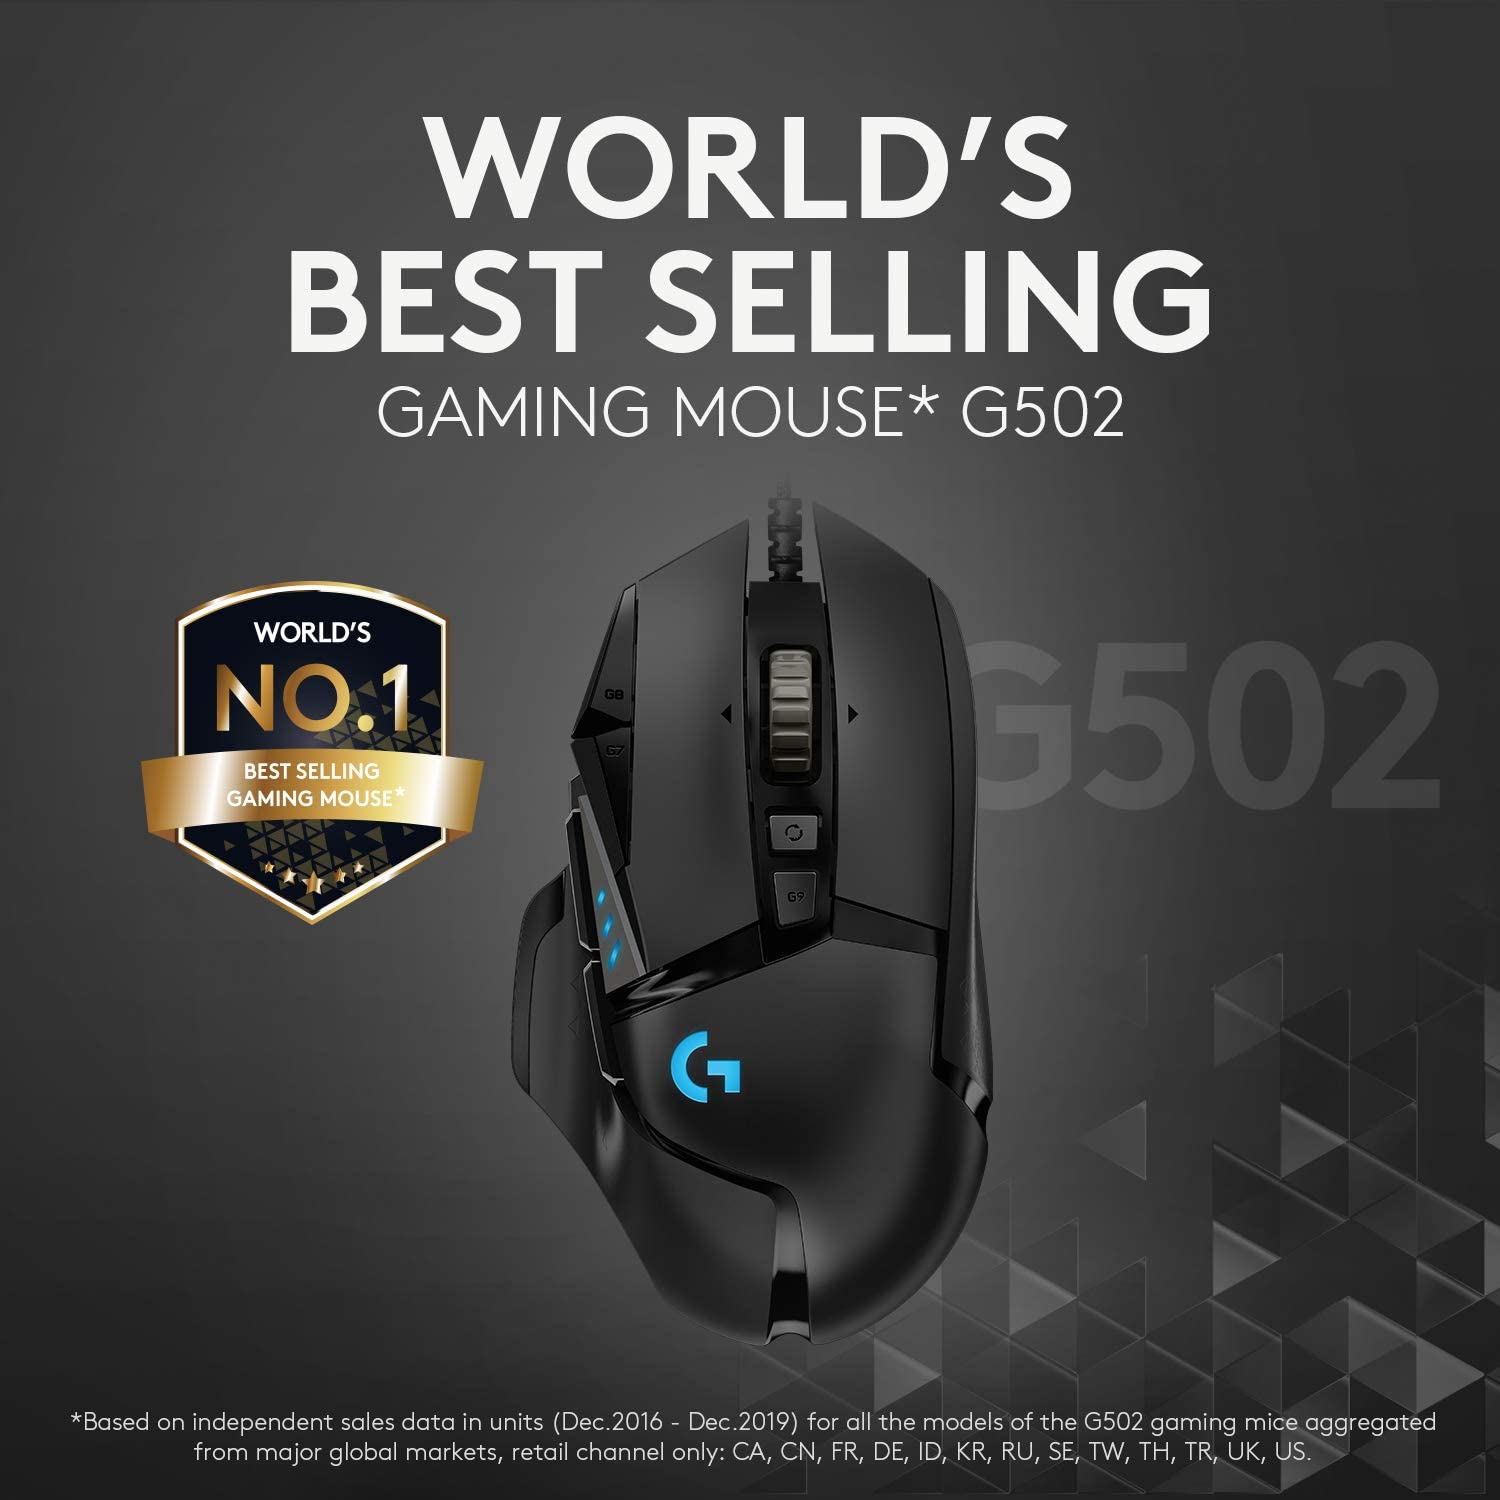 WORLD'S
BEST SELLING
GAMING MOUSE* G502
WORLD'S
NO.1
BEST SELLING
GAMING MOUSE*
G8
G7
G9
G
G502
*Based on independent sales data in units (Dec.2016 - Dec.2019) for all the models of the G502 gaming mice aggregated
from major global markets, retail channel only: CA, CN, FR, DE, ID, KR, RU, SE, TW, TH, TR, UK, US.